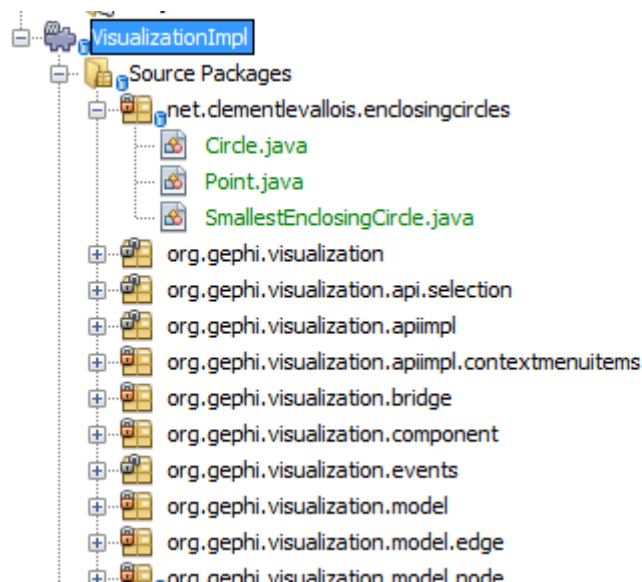 VisualizationImpl
Source Packages
net.clementlevallois.enclosingcircles
Circle.java
Point.java
SmallestEnclosingCircle.java
org.gephi.visualization
org.gephi.visualization.api.selection
org.gephi.visualization.apiimpl
org.gephi.visualization.apiimpl.contextmenuitems
org.gephi.visualization.bridge
org.gephi.visualization.component
org.gephi.visualization.events
org.gephi.visualization.model
org.gephi.visualization.model.edge
org.gephi.visualization.model.node